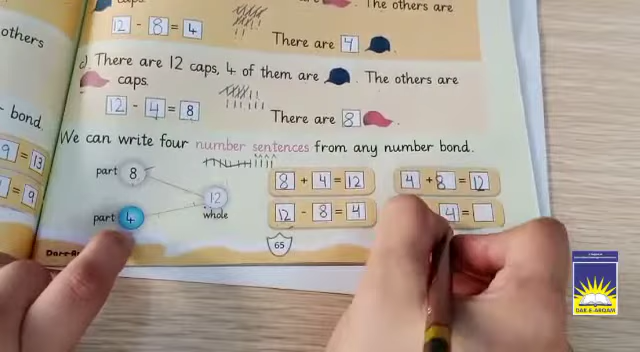 caps. The others are
12 - 8 = 4
There are 4
others
c). There are 12 caps, 4 of them are . The others are
caps.
12 - 4 = 8
There are 8
bond.
We can write four number sentences from any number bond.
9 = 13
= 9
part 8
12
whole
part 4
8 + 4 = 12
4 + 8 = 12
12 - 8 = 4
4 =
65
DAR-E-ARQAM